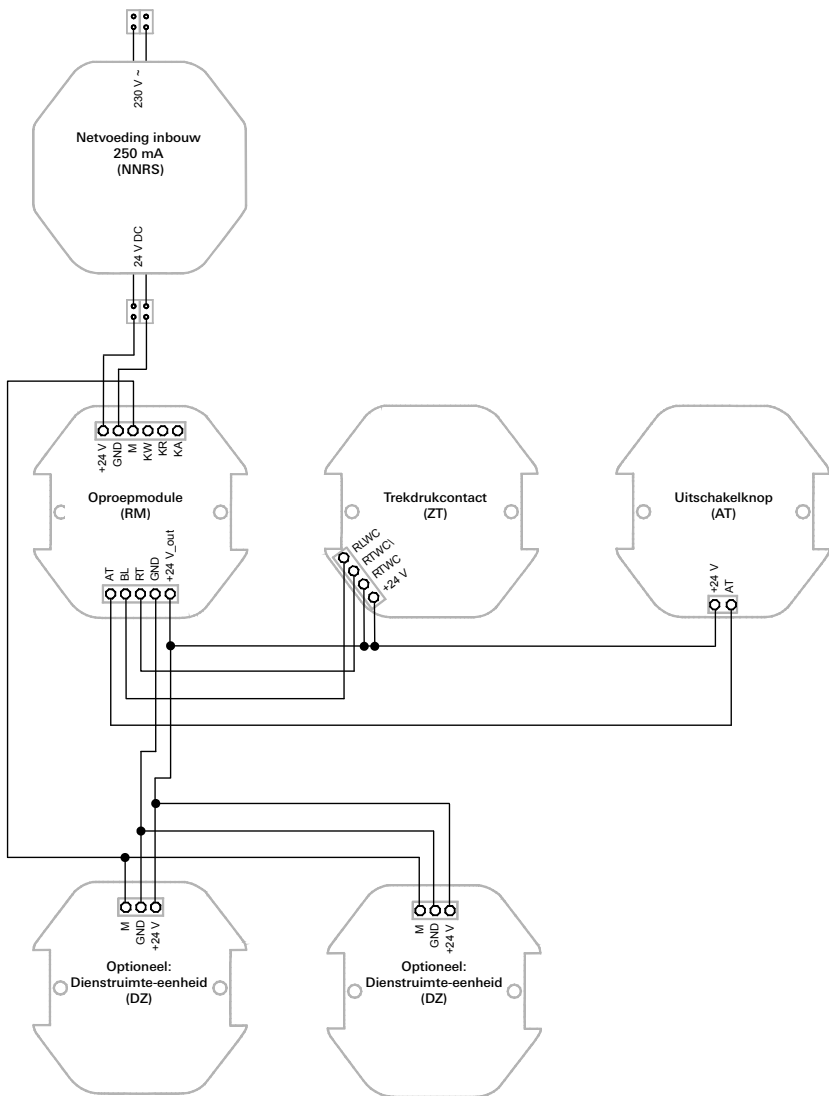 230 V ~
Netvoeding inbouw
250 mA
(NNRS)
24 V DC
+24 V
GND
M
KW
KR
KA
Oproepmodule
(RM)
AT
BL
RT
GND
+24 V_out
Trekdrukcontact
(ZT)
RLWC
RTWC\
RTWC
+24 V
Uitschakelknop
(AT)
+24 V
AT
M
GND
+24 V
Optioneel:
Dienstruimte-eenheid
(DZ)
M
GND
+24 V
Optioneel:
Dienstruimte-eenheid
(DZ)